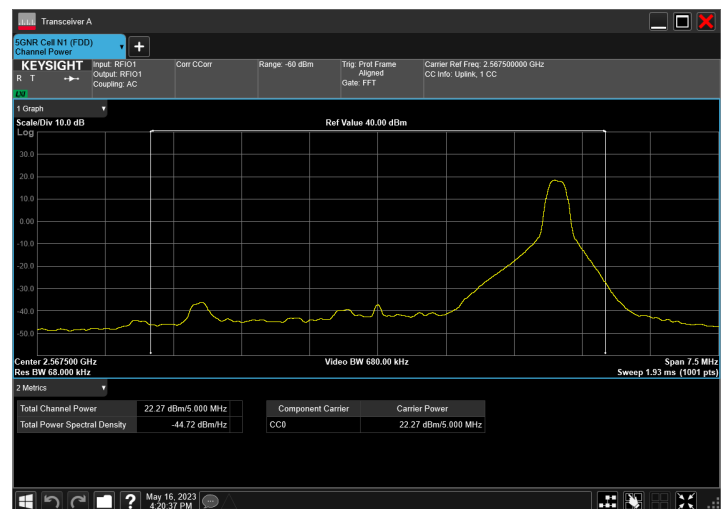 Transceiver A
5GNR Cell N1 (FDD)
Channel Power
+
KEYSIGHT
R T
LXI
Input: RFIO1
Output: RFIO1
Coupling: AC
Corr CCorr
Range: -60 dBm
Trig: Prot Frame
Aligned
Gate: FFT
Carrier Ref Freq: 2.567500000 GHz
CC Info: Uplink, 1 CC
1 Graph
Scale/Div 10.0 dB
Ref Value 40.00 dBm
Log
30.0
20.0
10.0
0.00
-10.0
-20.0
-30.0
-40.0
-50.0
Center 2.567500 GHz
Video BW 680.00 kHz
Span 7.5 MHz
Res BW 68.000 kHz
Sweep 1.93 ms (1001 pts)
2 Metrics
Total Channel Power 22.27 dBm/5.000 MHz
Total Power Spectral Density -44.72 dBm/Hz
Component Carrier Carrier Power
CC0 22.27 dBm/5.000 MHz
?
May 16, 2023
4:20:37 PM